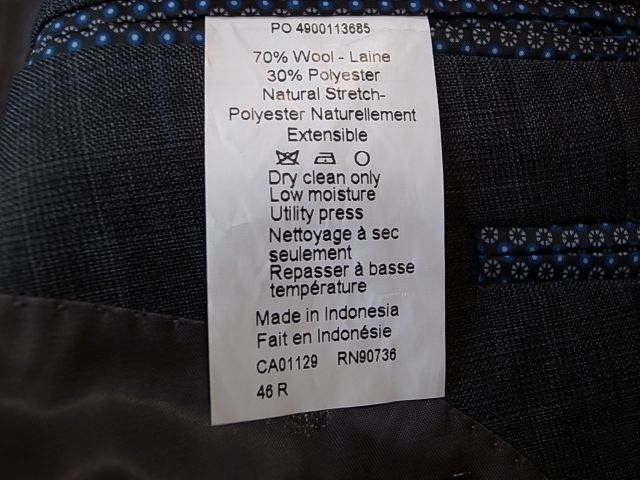 PO 4900113685
70% Wool - Laine
30% Polyester
Natural Stretch-
Polyester Naturellement
Extensible
Dry clean only
Low moisture
Utility press
Nettoyage à sec
seulement
Repasser à basse
température
Made in Indonesia
Fait en Indonésie
CA01129 RN90736
46 R